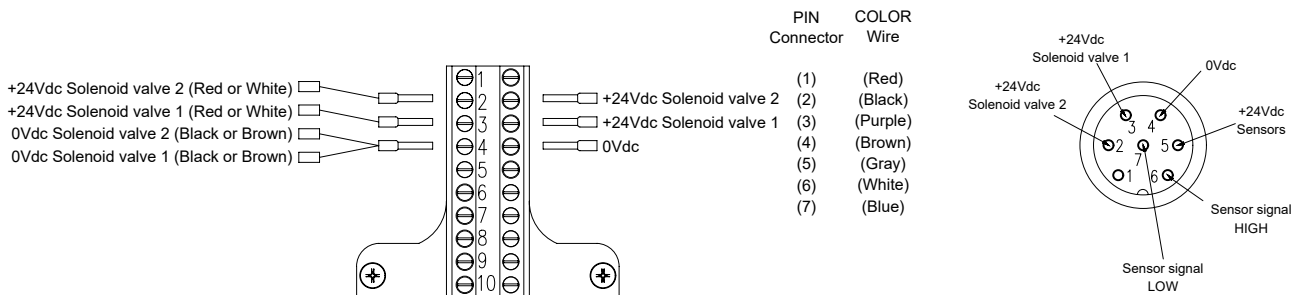 +24Vdc Solenoid valve 2 (Red or White)
+24Vdc Solenoid valve 1 (Red or White)
0Vdc Solenoid valve 2 (Black or Brown)
0Vdc Solenoid valve 1 (Black or Brown)
1
2
3
4
5
6
7
8
9
10
+24Vdc Solenoid valve 2
+24Vdc Solenoid valve 1
0Vdc
PIN COLOR
Connector Wire
(1) (Red)
(2) (Black)
(3) (Purple)
(4) (Brown)
(5) (Gray)
(6) (White)
(7) (Blue)
+24Vdc
Solenoid valve 1
0Vdc
+24Vdc
Solenoid valve 2
+24Vdc
Sensors
3 4
2 5
7
1 6
Sensor signal
HIGH
Sensor signal
LOW